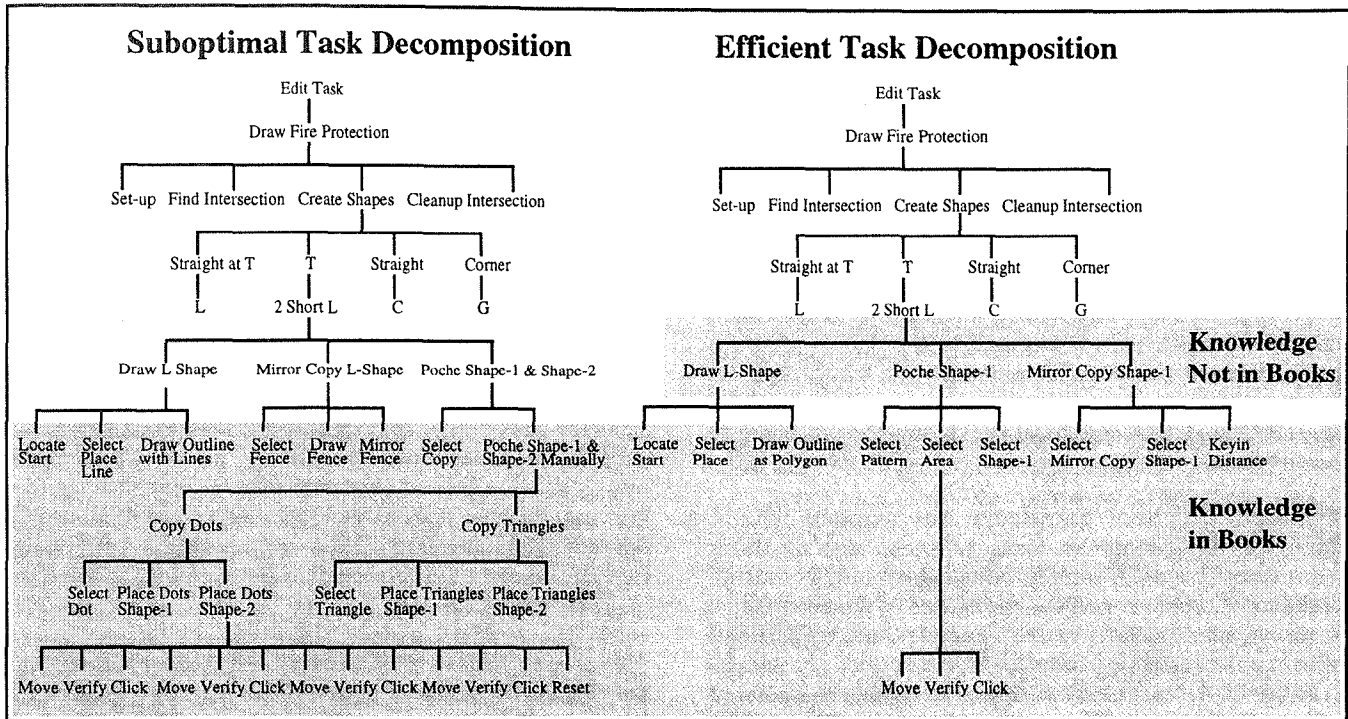 Suboptimal Task Decomposition
Edit Task
Draw Fire Protection
Set-up Find Intersection Create Shapes Cleanup Intersection
Straight at T T Straight Corner
L 2 Short L C G
Draw L Shape Mirror Copy L-Shape Poche Shape-1 & Shape-2
Locate Start
Select Place Line
Draw Outline with Lines
Select Fence
Draw Fence
Mirror Fence
Select Copy
Poche Shape-1 & Shape-2 Manually
Copy Dots Copy Triangles
Select Dot
Place Dots Shape-1
Place Dots Shape-2
Select Triangle
Place Triangles Shape-1
Place Triangles Shape-2
Move Verify Click Move Verify Click Move Verify Click Move Verify Click Reset
Efficient Task Decomposition
Edit Task
Draw Fire Protection
Set-up Find Intersection Create Shapes Cleanup Intersection
Straight at T T Straight Corner
L 2 Short L C G
Knowledge
Not in Books
Draw L-Shape Poche Shape-1 Mirror Copy Shape-1
Locate Start
Select Place
Draw Outline as Polygon
Select Pattern
Select Area
Select Shape-1
Select Mirror Copy
Select Shape-1
Keyin Distance
Knowledge
in Books
Move Verify Click